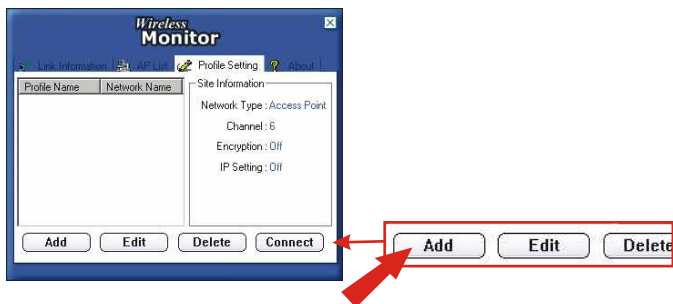 Wireless
Monitor
Link Information AP List Profile Setting About
Profile Name Network Name
Site Information
Network Type : Access Point
Channel : 6
Encryption : Off
IP Setting : Off
Add Edit Delete Connect
Add Edit Delete